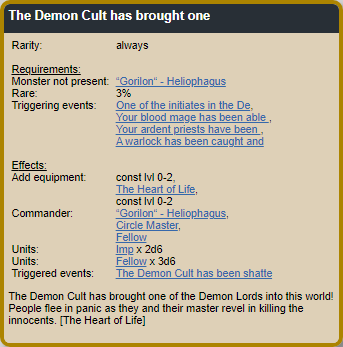 The Demon Cult has brought one
Rarity: always
Requirements:
Monster not present: “Gorilon“ - Heliophagus
Rare: 3%
Triggering events: One of the initiates in the De,
Your blood mage has been able ,
Your ardent priests have been ,
A warlock has been caught and
Effects:
Add equipment: const lvl 0-2,
The Heart of Life,
const lvl 0-2
Commander: “Gorilon“ - Heliophagus,
Circle Master,
Fellow
Units: Imp x 2d6
Units: Fellow x 3d6
Triggered events: The Demon Cult has been shatte
The Demon Cult has brought one of the Demon Lords into this world!
People flee in panic as they and their master revel in killing the
innocents. [The Heart of Life]